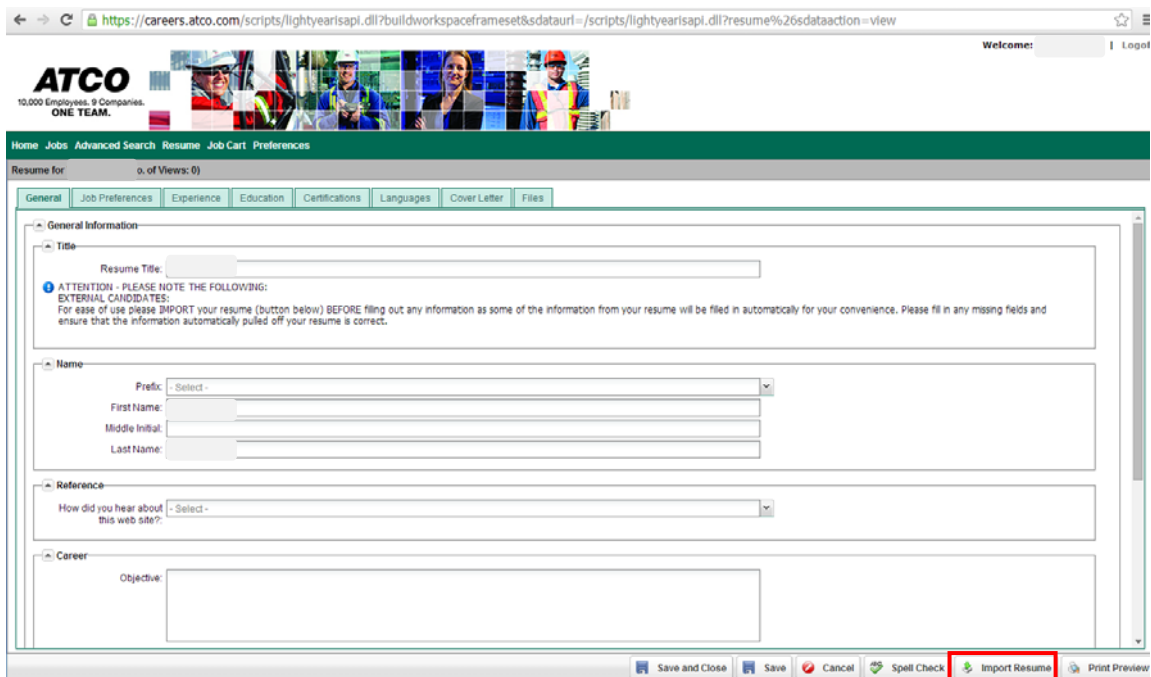 https://careers.atco.com/scripts/lightyearisapi.dll?buildworkspaceframeset&sdataurl=/scripts/lightyearisapi.dll?resume%26sdataaction=view
Welcome: | Logof
ATCO
10,000 Employees. 9 Companies.
ONE TEAM.
Home Jobs Advanced Search Resume Job Cart Preferences
Resume for o. of Views: 0)
General Job Preferences Experience Education Certifications Languages Cover Letter Files
General Information
Title
Resume Title:
ATTENTION - PLEASE NOTE THE FOLLOWING:
EXTERNAL CANDIDATES:
For ease of use please IMPORT your resume (button below) BEFORE filing out any information as some of the information from your resume will be filled in automatically for your convenience. Please fill in any missing fields and
ensure that the information automatically pulled off your resume is correct.
Name
Prefix: - Select -
First Name:
Middle Initial:
Last Name:
Reference
How did you hear about - Select -
this web site?:
Career
Objective:
Save and Close Save Cancel Spell Check Import Resume Print Preview